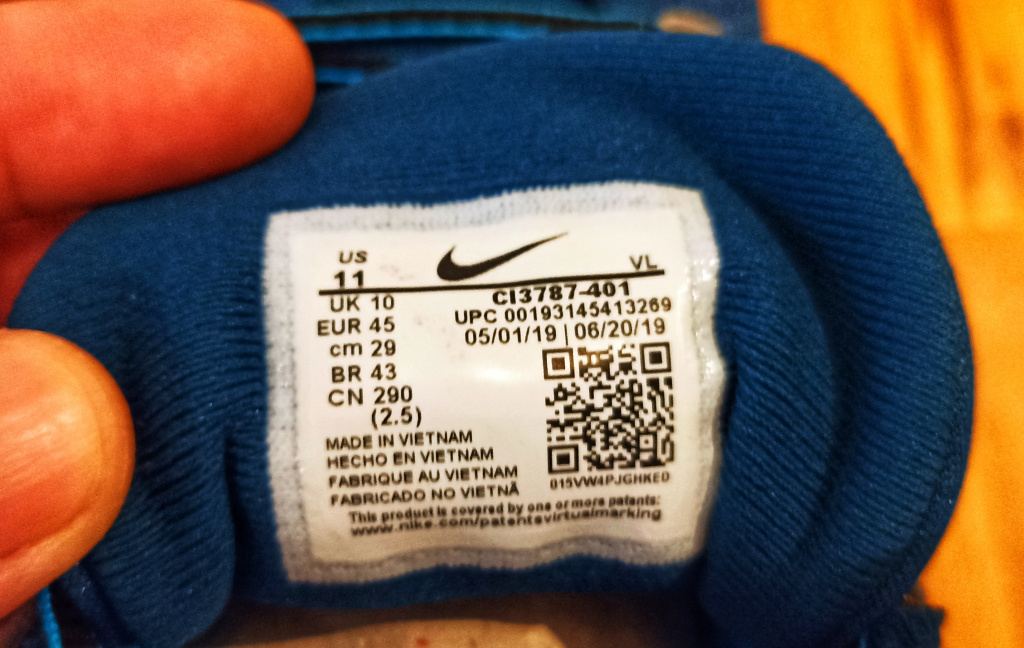 US
11
VL
UK 10
EUR 45
cm 29
BR 43
CN 290
(2.5)
CI3787-401
UPC 00193145413269
05/01/19 | 06/20/19
015VW4PJGHKED
MADE IN VIETNAM
HECHO EN VIETNAM
FABRIQUE AU VIETNAM
FABRICADO NO VIETNÃ
This product is covered by one or more patents:
www.nike.com/patentsvirtualmarking